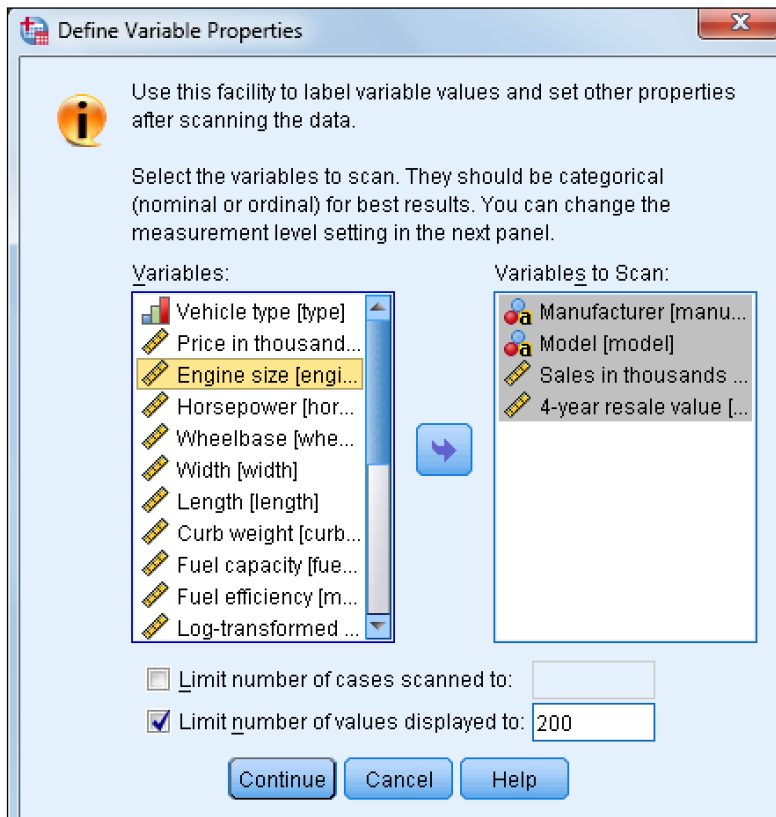 Define Variable Properties
Use this facility to label variable values and set other properties
after scanning the data.
Select the variables to scan. They should be categorical
(nominal or ordinal) for best results. You can change the
measurement level setting in the next panel.
Variables:
Vehicle type [type]
Price in thousand...
Engine size [engi...
Horsepower [hor...
Wheelbase [whe...
Width [width]
Length [length]
Curb weight [curb...
Fuel capacity [fue...
Fuel efficiency [m...
Log-transformed ...
Variables to Scan:
Manufacturer [manu...
Model [model]
Sales in thousands ...
4-year resale value [...
Limit number of cases scanned to:
Limit number of values displayed to: 200
Continue Cancel Help